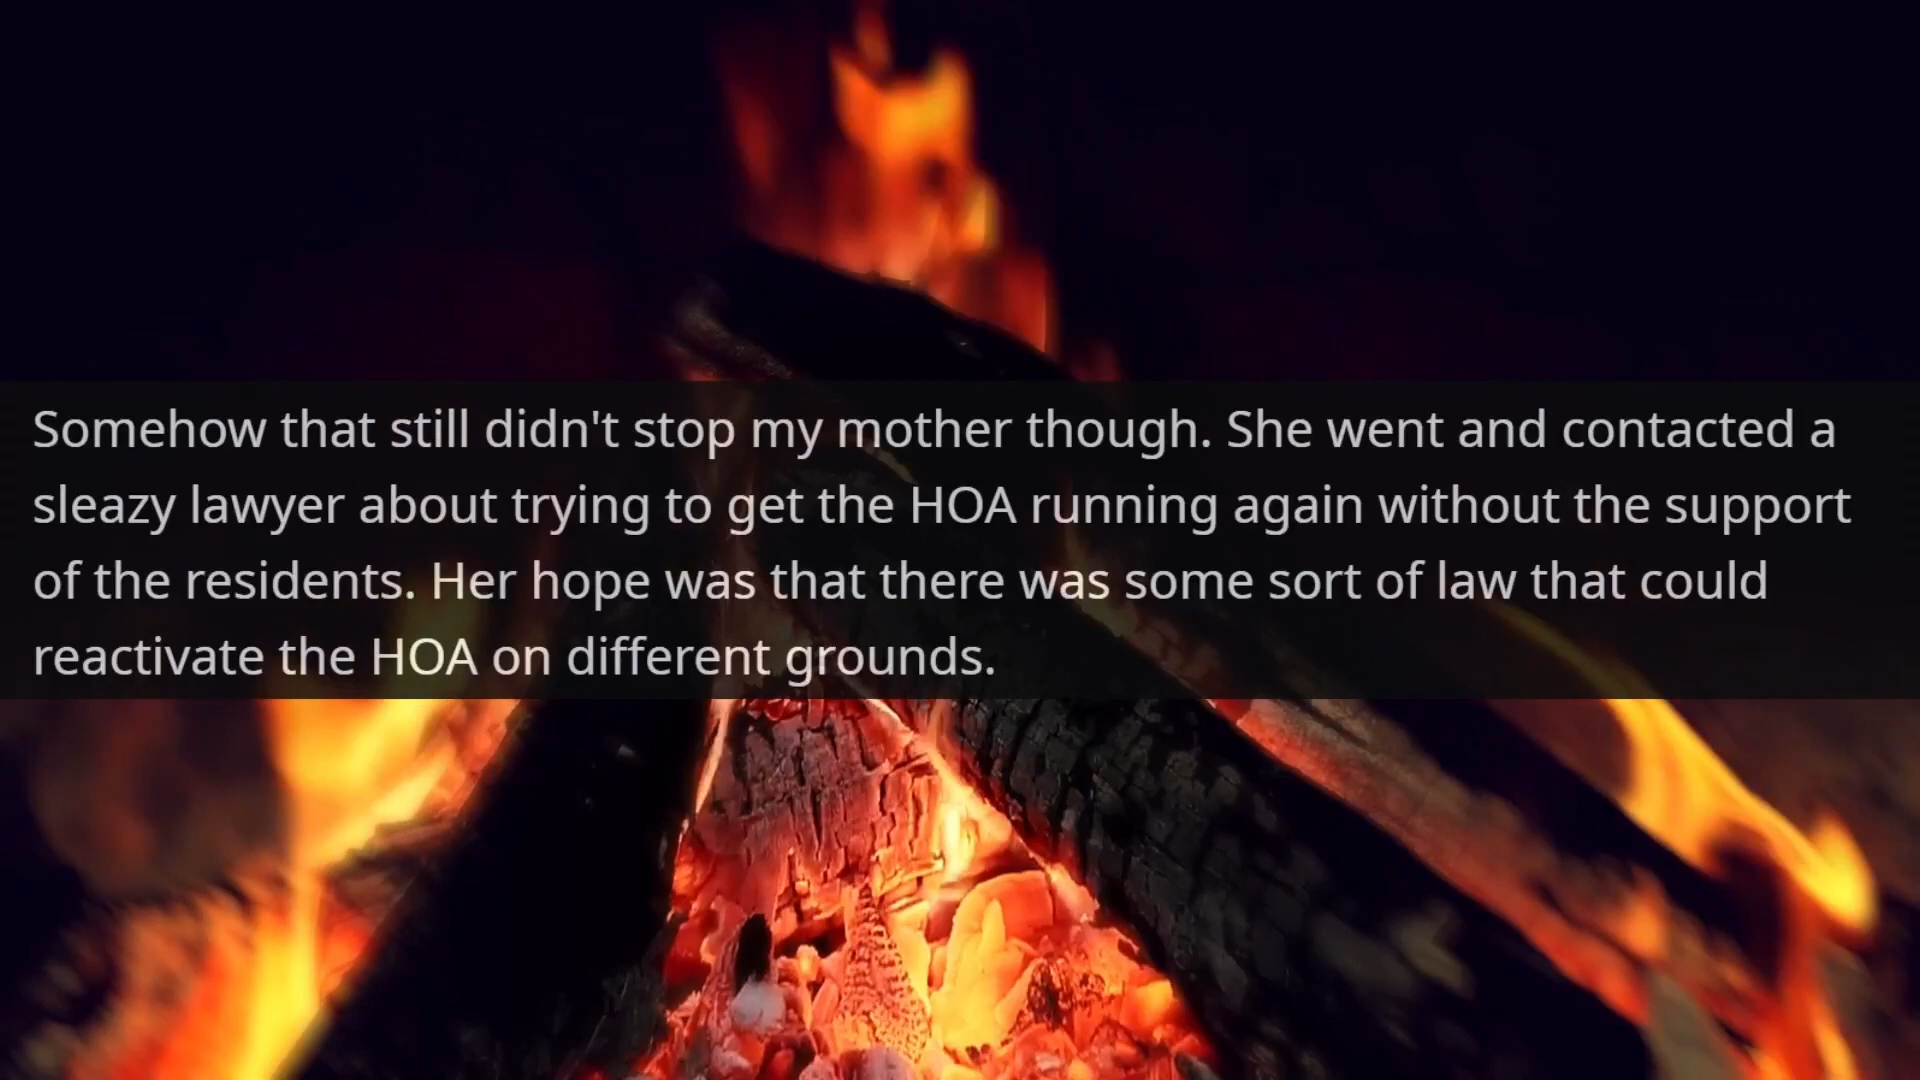 Somehow that still didn't stop my mother though. She went and contacted a
sleazy lawyer about trying to get the HOA running again without the support
of the residents. Her hope was that there was some sort of law that could
reactivate the HOA on different grounds.